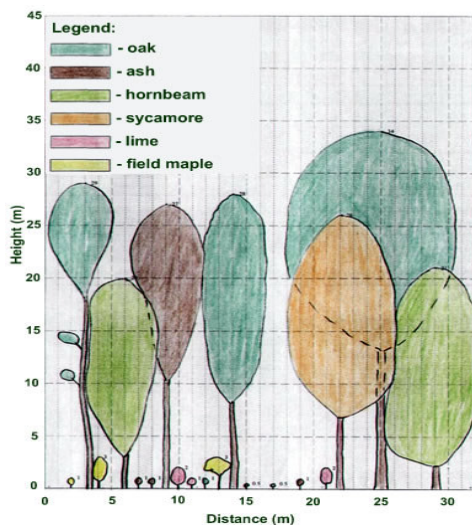 Legend:
- oak
- ash
- hornbeam
- sycamore
- lime
- field maple
Height (m)
45
40
35
30
25
20
15
10
5
0
0
5
10
15
20
25
30
Distance (m)